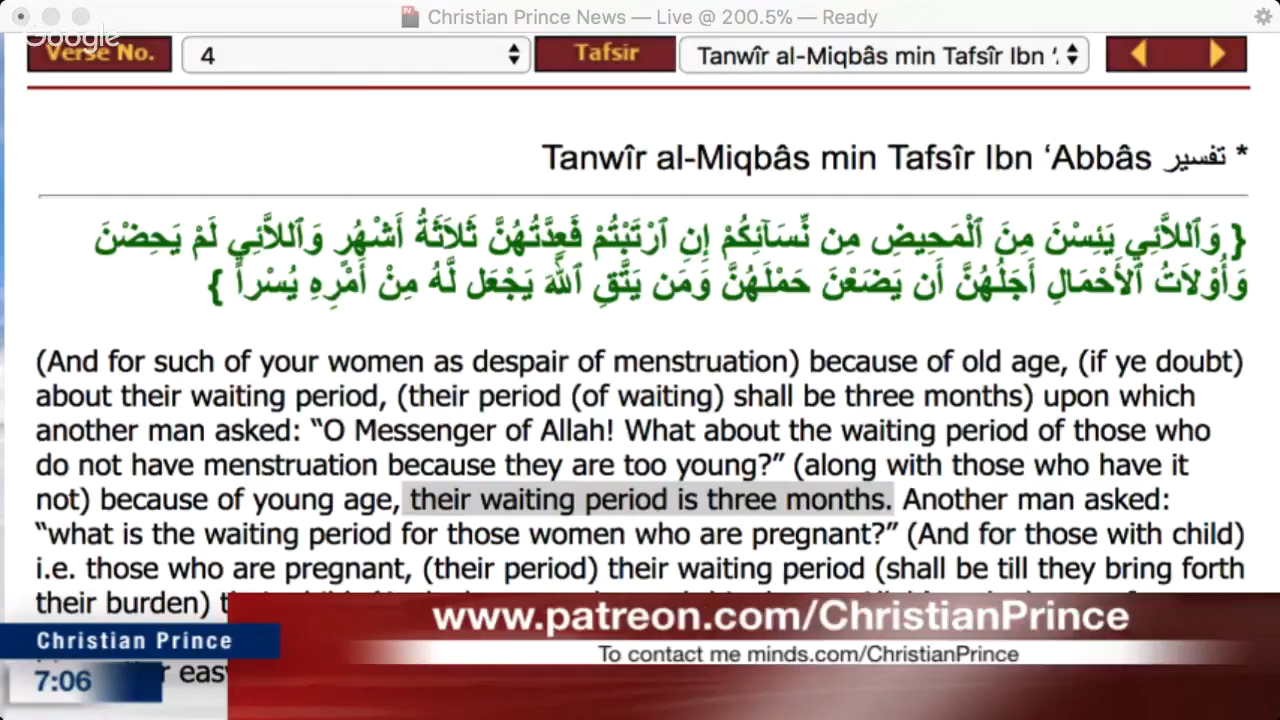 Christian Prince News — Live @ 200.5% — Ready
Google
Verse No.
4
Tafsir
Tanwîr al-Miqbâs min Tafsîr Ibn ‘.
* تفسير Tanwîr al-Miqbâs min Tafsîr Ibn ‘Abbâs
{ وَٱللاَّئِي يَئِسْنَ مِنَ ٱلْمَحِيضِ مِن نِّسَآئِكُمْ إِنِ ٱرْتَبْتُمْ فَعِدَّتُهُنَّ ثَلاَثَةُ أَشْهُرٍ وَٱللاَّئِي لَمْ يَحِضْنَ
وَأُوْلاَتُ ٱلأَحْمَالِ أَجَلُهُنَّ أَن يَضَعْنَ حَمْلَهُنَّ وَمَن يَتَّقِ ٱللَّهَ يَجْعَل لَّهُ مِنْ أَمْرِهِ يُسْراً }
(And for such of your women as despair of menstruation) because of old age, (if ye doubt)
about their waiting period, (their period (of waiting) shall be three months) upon which
another man asked: “O Messenger of Allah! What about the waiting period of those who
do not have menstruation because they are too young?” (along with those who have it
not) because of young age, their waiting period is three months. Another man asked:
“what is the waiting period for those women who are pregnant?” (And for those with child)
i.e. those who are pregnant, (their period) their waiting period (shall be till they bring forth
their burden)
www.patreon.com/ChristianPrince
Christian Prince
To contact me minds.com/ChristianPrince
7:06